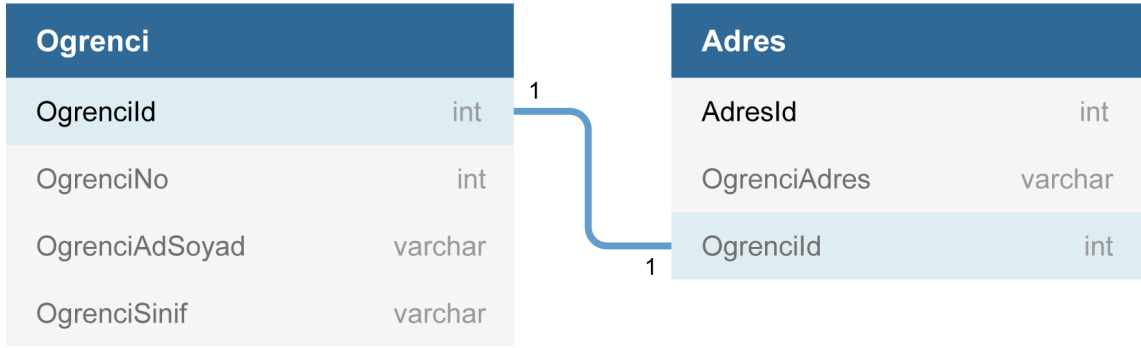 Ogrenci
OgrenciId int
OgrenciNo int
OgrenciAdSoyad varchar
OgrenciSinif varchar
1
1
Adres
AdresId int
OgrenciAdres varchar
OgrenciId int